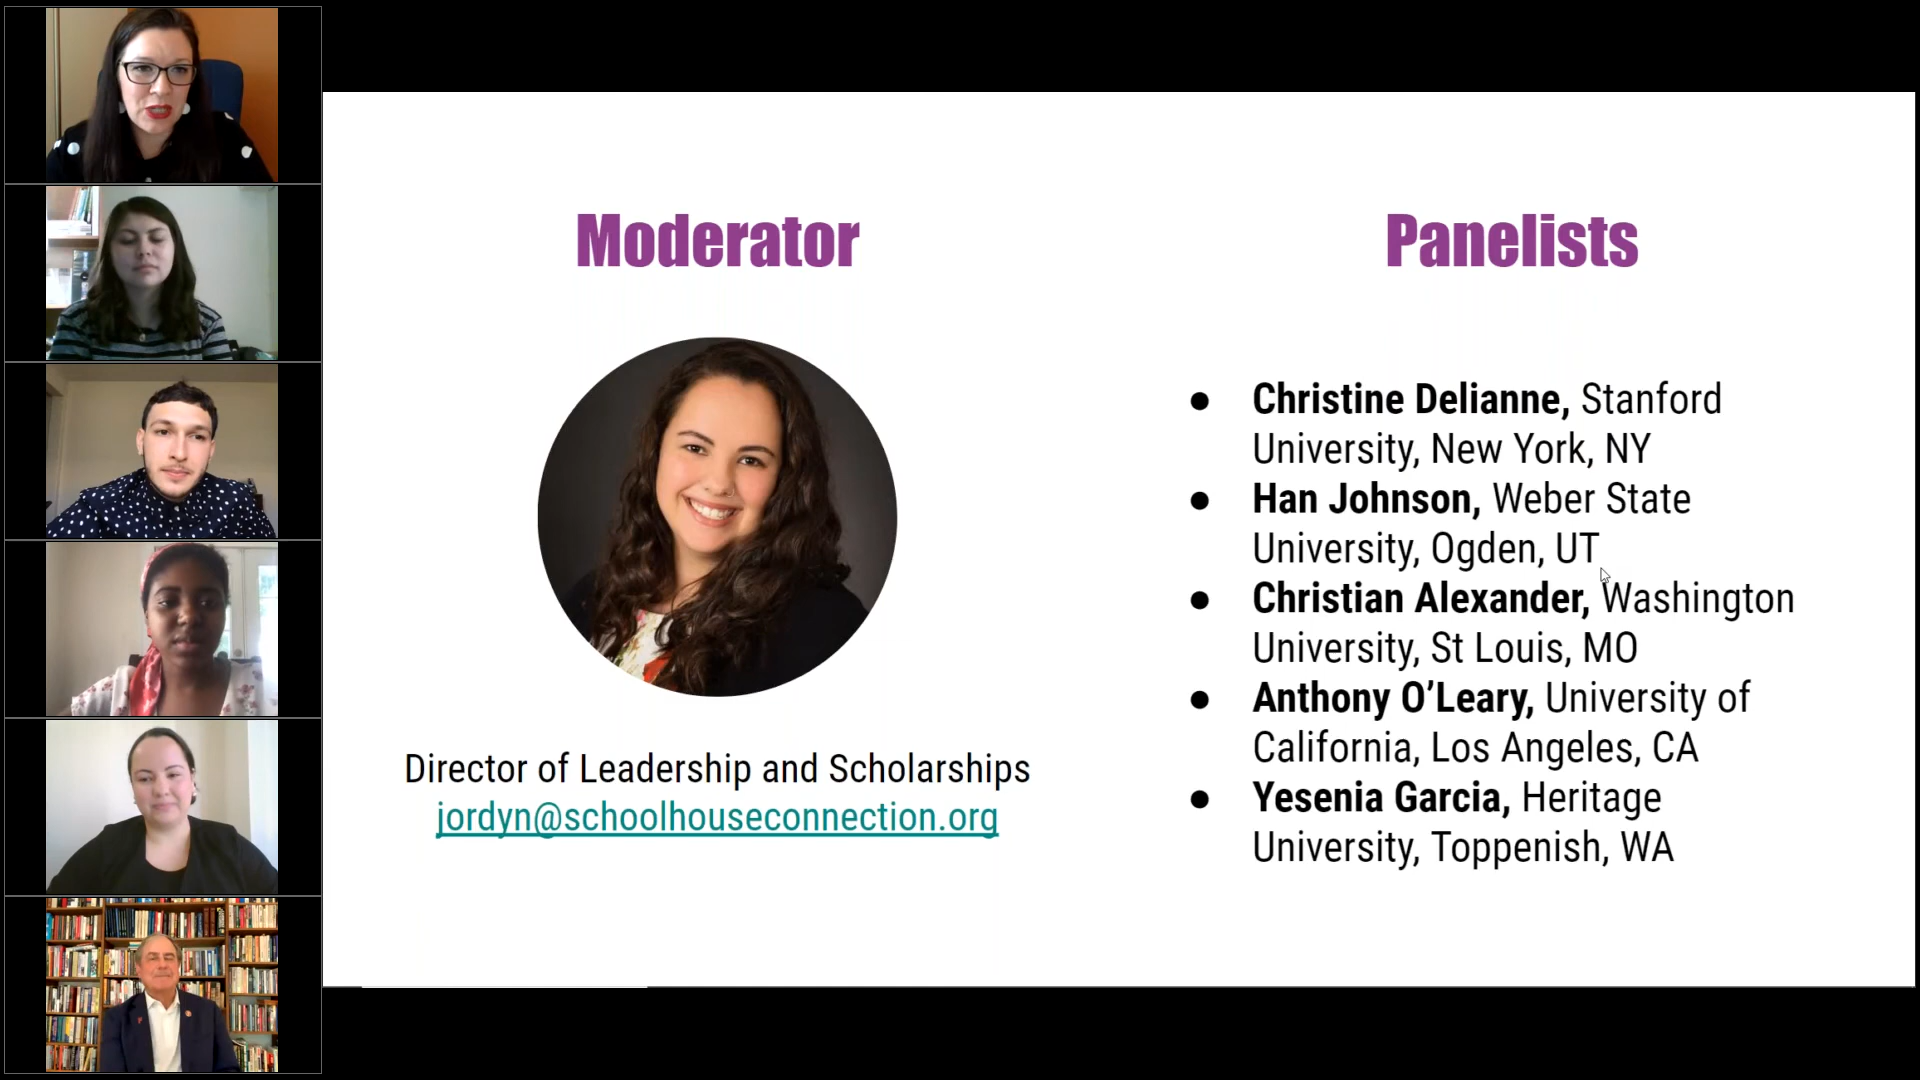 Moderator
Director of Leadership and Scholarships
jordyn@schoolhouseconnection.org
Panelists
● Christine Delianne, Stanford
University, New York, NY
● Han Johnson, Weber State
University, Ogden, UT
● Christian Alexander, Washington
University, St Louis, MO
● Anthony O’Leary, University of
California, Los Angeles, CA
● Yesenia Garcia, Heritage
University, Toppenish, WA